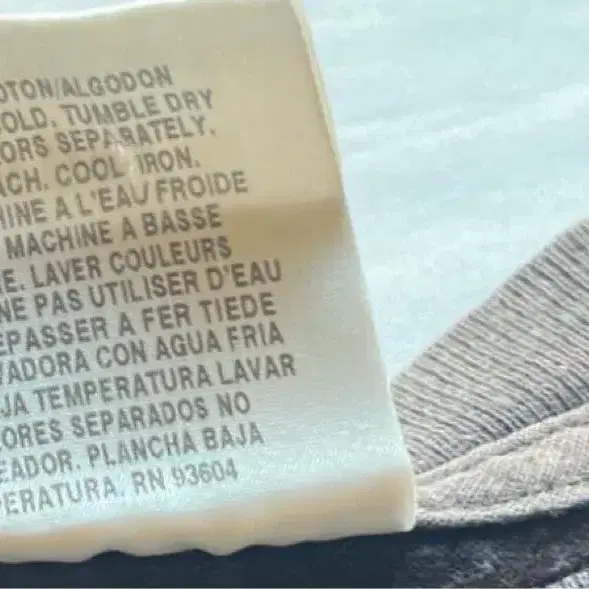 OTON/ALGODON
OLD. TUMBLE DRY
ORS SEPARATELY.
ACH. COOL IRON.
HINE A L'EAU FROIDE
MACHINE A BASSE
E. LAVER COULEURS
NE PAS UTILISER D'EAU
EPASSER A FER TIEDE
VADORA CON AGUA FRIA
JA TEMPERATURA LAVAR
LORES SEPARADOS NO
EADOR. PLANCHA BAJA
PERATURA. RN 93604